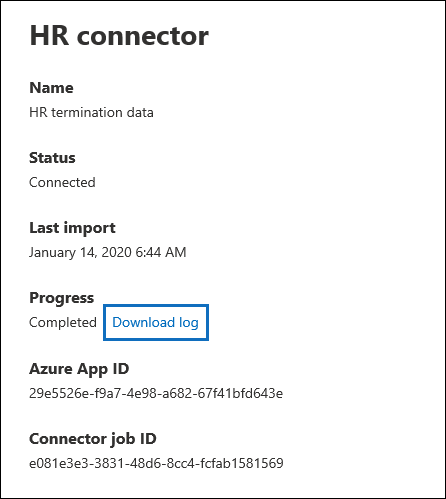 HR connector
Name
HR termination data
Status
Connected
Last import
January 14, 2020 6:44 AM
Progress
Completed Download log
Azure App ID
29e5526e-f9a7-4e98-a682-67f41bfd643e
Connector job ID
e081e3e3-3831-48d6-8cc4-fcfab1581569